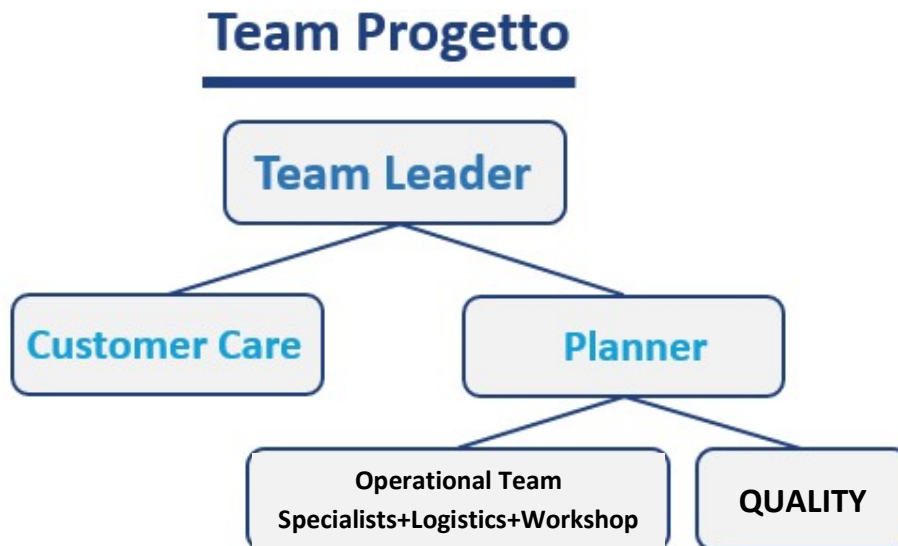 Team Progetto
Team Leader
Customer Care
Planner
Operational Team
Specialists+Logistics+Workshop
QUALITY